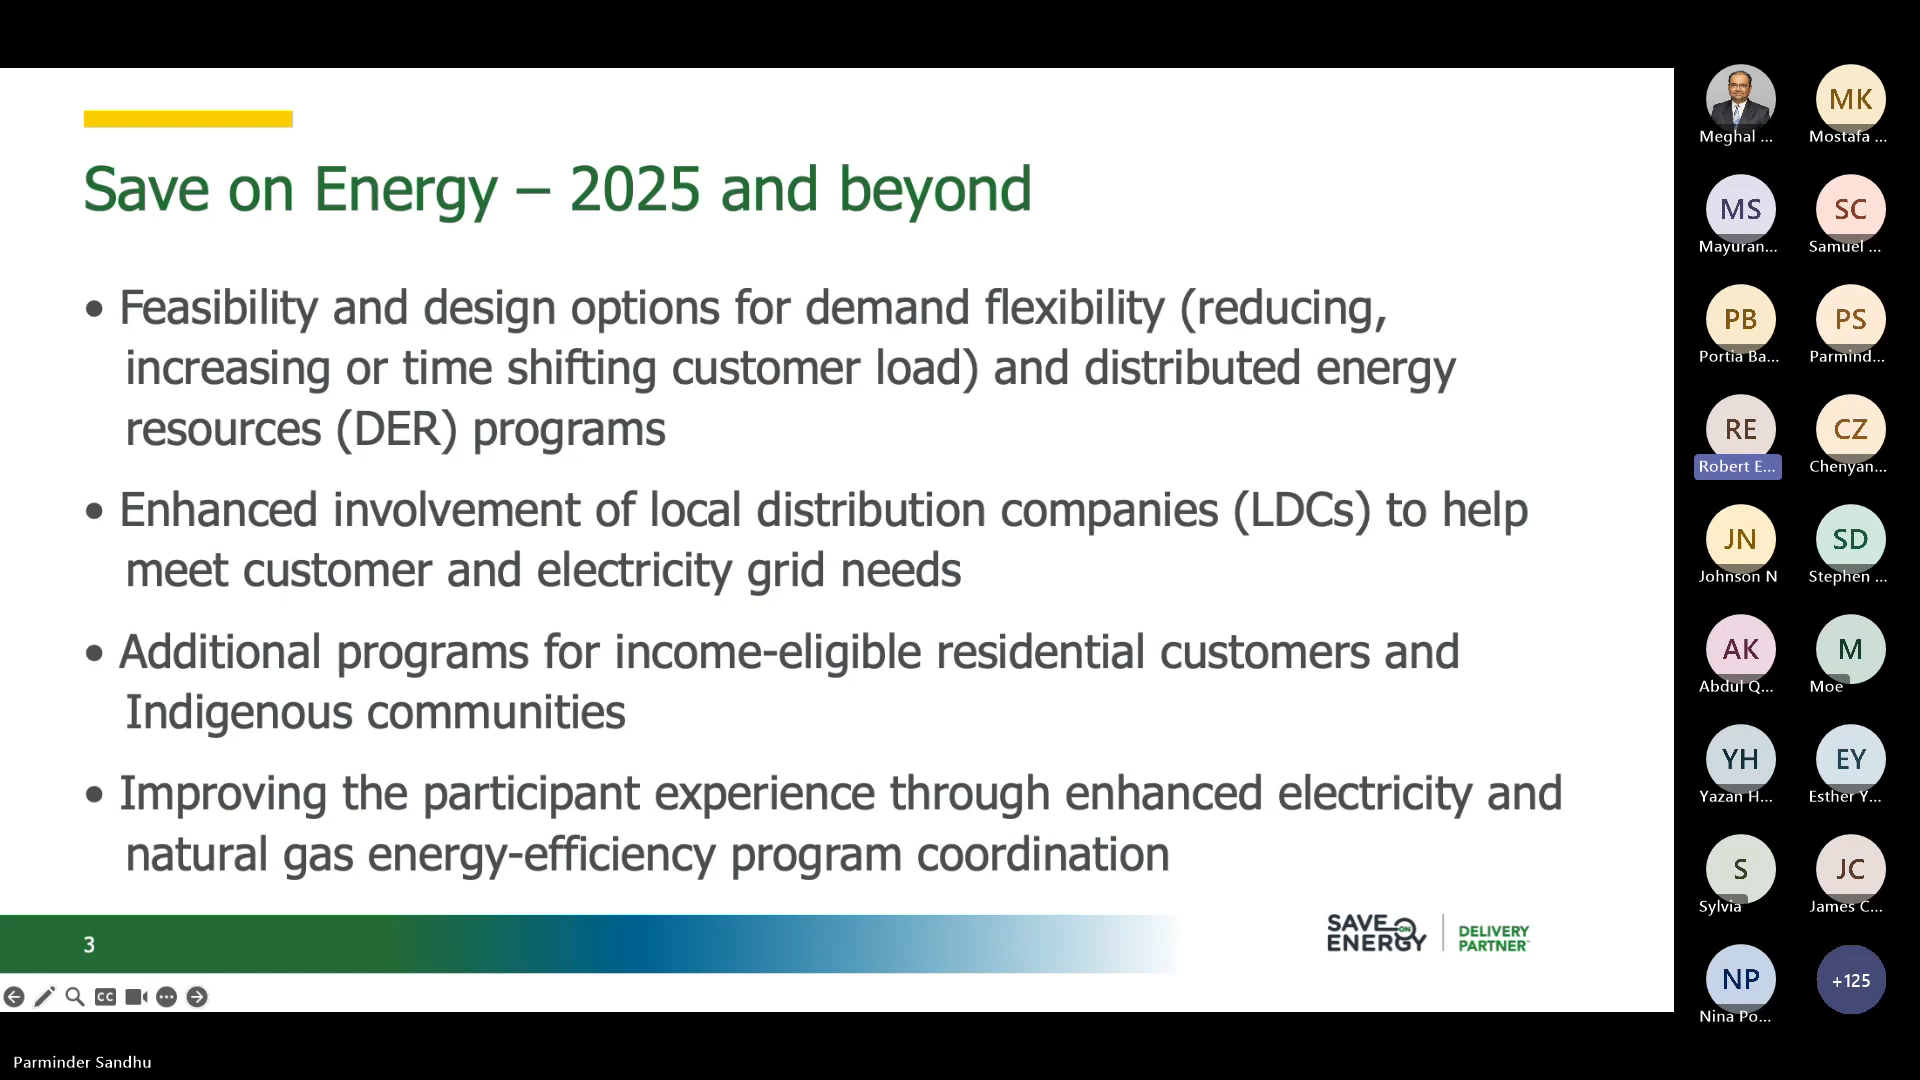 Save on Energy – 2025 and beyond
• Feasibility and design options for demand flexibility (reducing,
increasing or time shifting customer load) and distributed energy
resources (DER) programs
• Enhanced involvement of local distribution companies (LDCs) to help
meet customer and electricity grid needs
• Additional programs for income-eligible residential customers and
Indigenous communities
• Improving the participant experience through enhanced electricity and
natural gas energy-efficiency program coordination
3
SAVE ON ENERGY
DELIVERY PARTNER™
CC
Parminder Sandhu
Meghal ...
MK
Mostafa ...
MS
Mayuran...
SC
Samuel ...
PB
Portia Ba...
PS
Parmind...
RE
Robert E...
CZ
Chenyan...
JN
Johnson N
SD
Stephen ...
AK
Abdul Q...
M
Moe
YH
Yazan H...
EY
Esther Y...
S
Sylvia
JC
James C...
NP
Nina Po...
+125